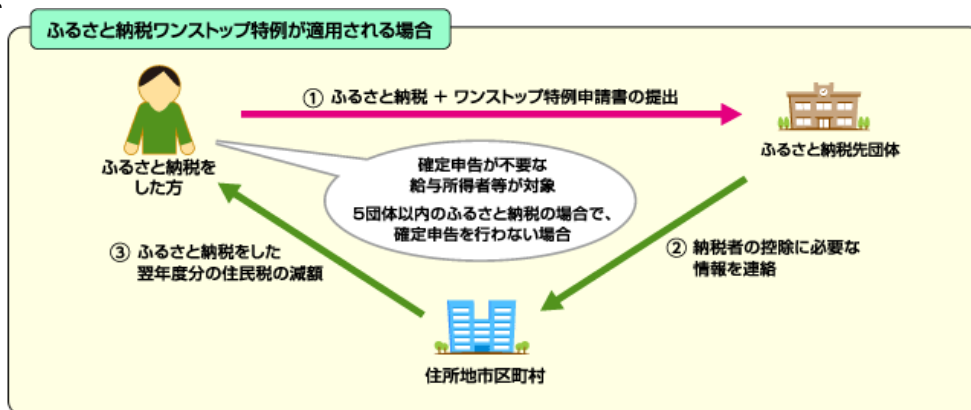 ふるさと納税ワンストップ特例が適用される場合
① ふるさと納税 + ワンストップ特例申請書の提出
ふるさと納税を
した方
ふるさと納税先団体
確定申告が不要な
給与所得者等が対象
5団体以内のふるさと納税の場合で、
確定申告を行わない場合
② 納税者の控除に必要な
情報を連絡
③ ふるさと納税をした
翌年度分の住民税の減額
住所地市区町村